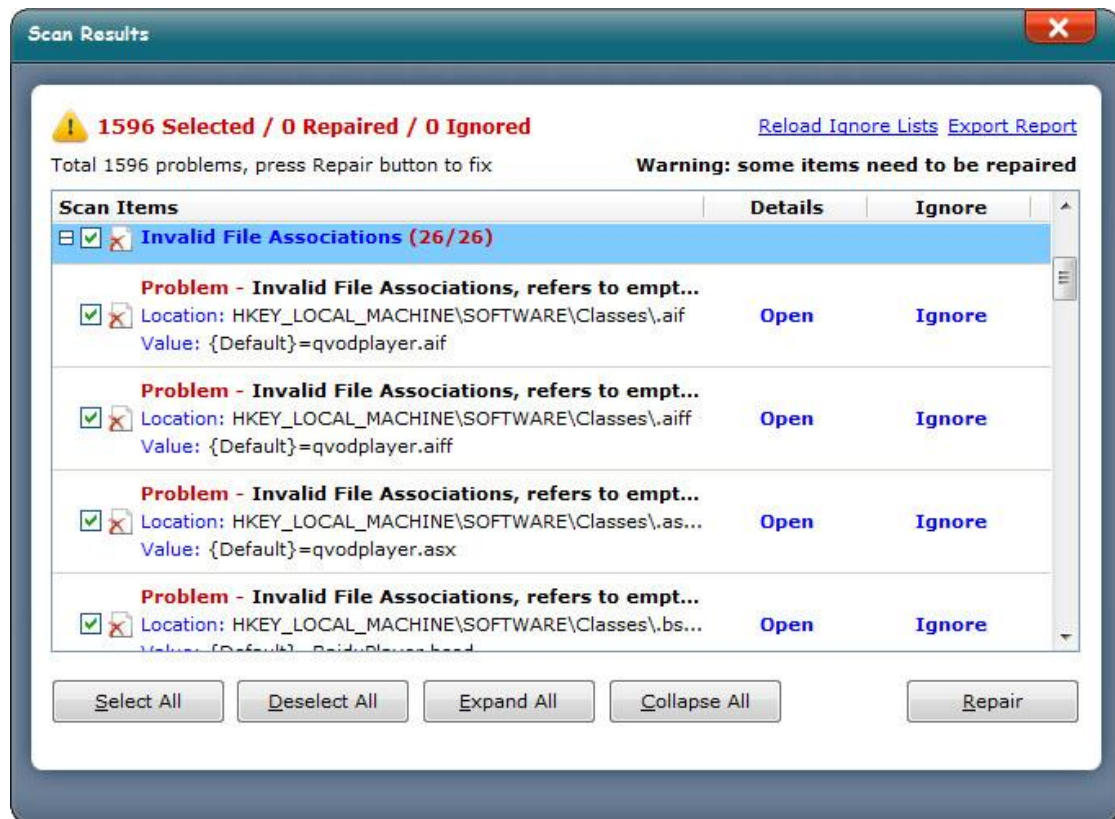 Scan Results
1596 Selected / 0 Repaired / 0 Ignored
Reload Ignore Lists Export Report
Total 1596 problems, press Repair button to fix
Warning: some items need to be repaired
Scan Items Details Ignore
Invalid File Associations (26/26)
Problem - Invalid File Associations, refers to empt...
Location: HKEY_LOCAL_MACHINE\SOFTWARE\Classes\.aif Open Ignore
Value: {Default}=qvodplayer.aif
Problem - Invalid File Associations, refers to empt...
Location: HKEY_LOCAL_MACHINE\SOFTWARE\Classes\.aiff Open Ignore
Value: {Default}=qvodplayer.aiff
Problem - Invalid File Associations, refers to empt...
Location: HKEY_LOCAL_MACHINE\SOFTWARE\Classes\.as... Open Ignore
Value: {Default}=qvodplayer.asx
Problem - Invalid File Associations, refers to empt...
Location: HKEY_LOCAL_MACHINE\SOFTWARE\Classes\.bs... Open Ignore
Select All Deselect All Expand All Collapse All Repair